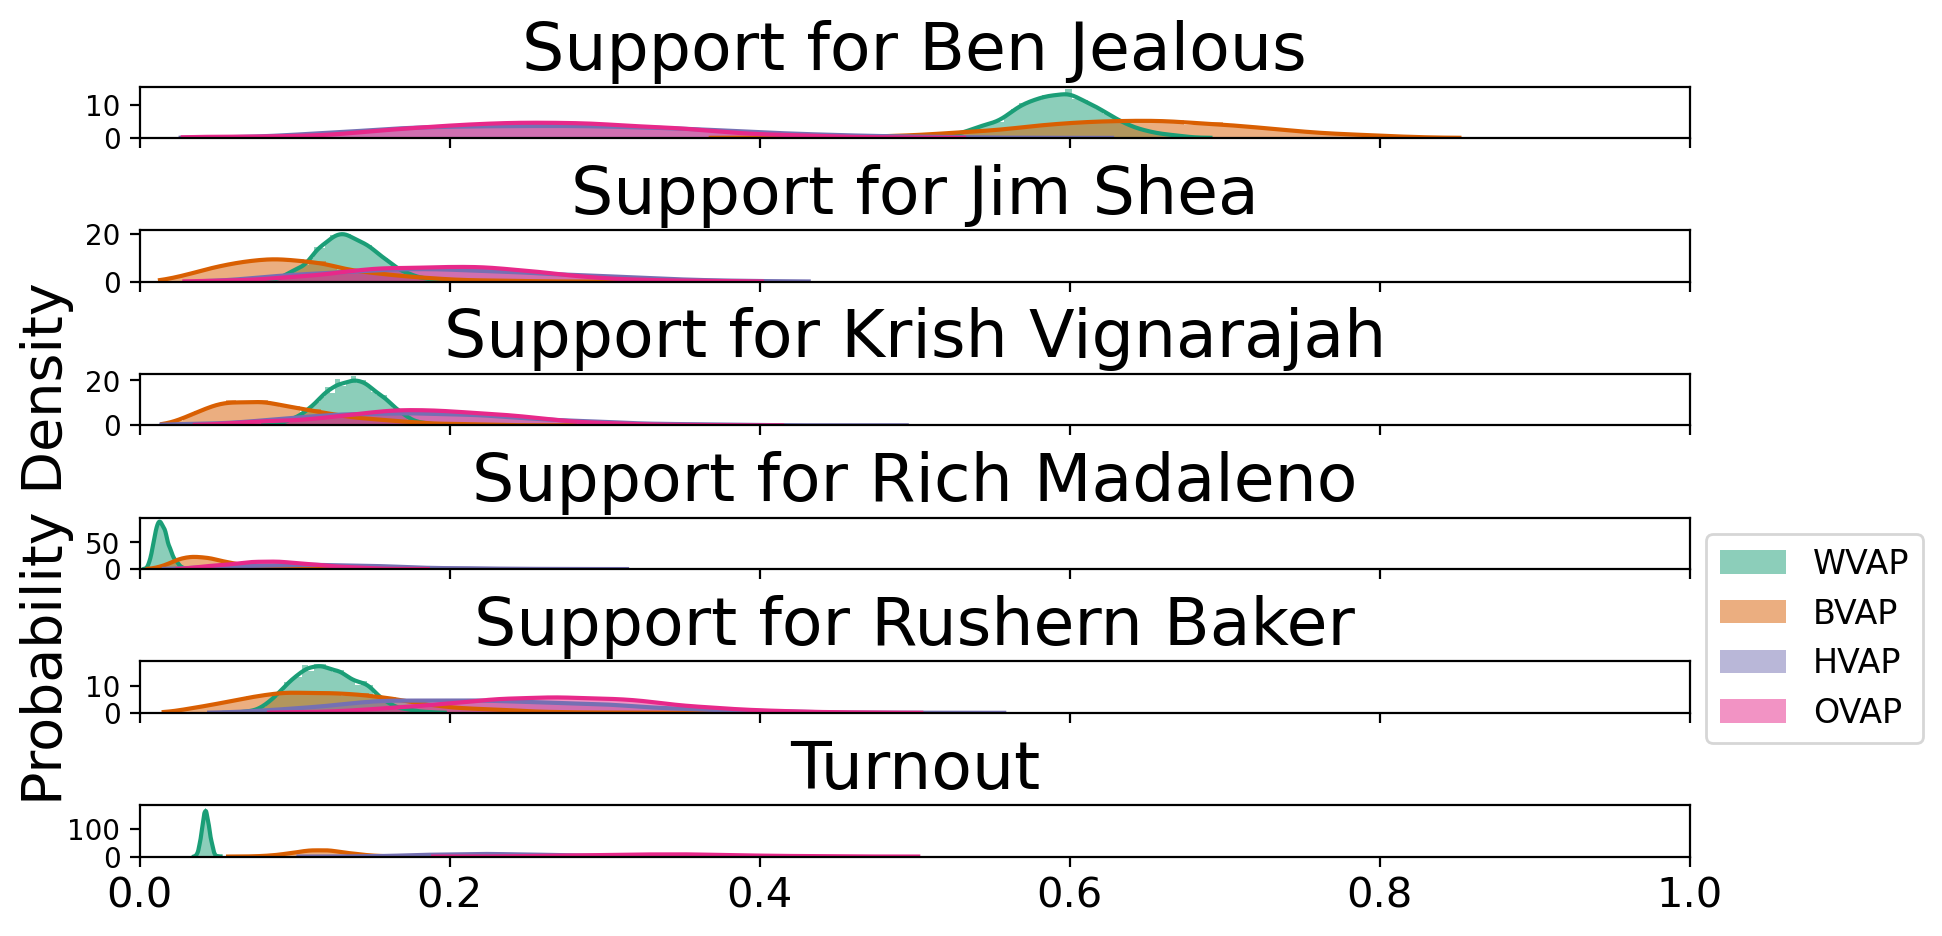 Support for Ben Jealous
10
0
Support for Jim Shea
20
0
Support for Krish Vignarajah
20
0
Support for Rich Madaleno
50
0
Support for Rushern Baker
10
0
Turnout
100
0
0.0 0.2 0.4 0.6 0.8 1.0
Probability Density
WVAP
BVAP
HVAP
OVAP